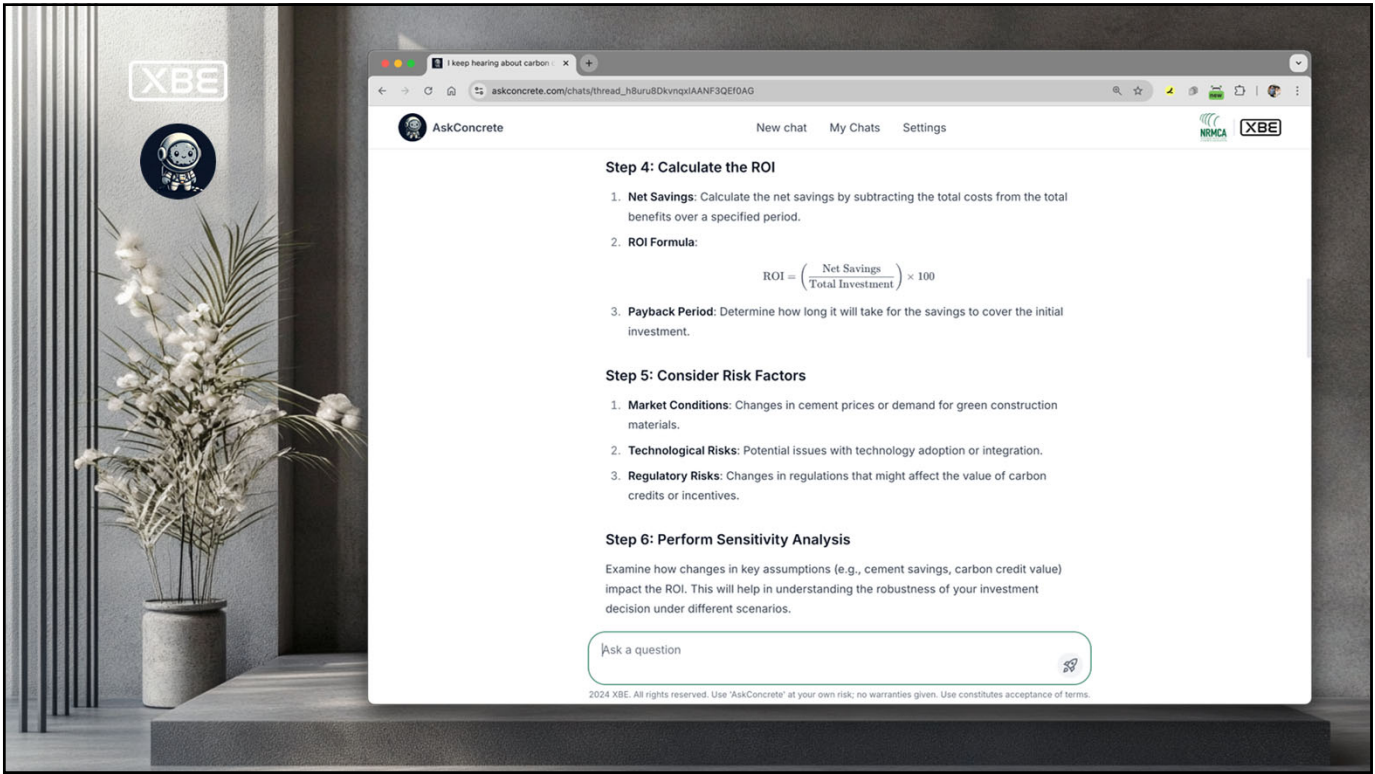 XBE
I keep hearing about carbon c
askconcrete.com/chats/thread_h8uru8DkvnqxIAANF3QEf0AG
new
AskConcrete
New chat
My Chats
Settings
NRMCA
XBE
Step 4: Calculate the ROI
1. Net Savings: Calculate the net savings by subtracting the total costs from the total
benefits over a specified period.
2. ROI Formula:
ROI = (Net Savings / Total Investment) × 100
3. Payback Period: Determine how long it will take for the savings to cover the initial
investment.
Step 5: Consider Risk Factors
1. Market Conditions: Changes in cement prices or demand for green construction
materials.
2. Technological Risks: Potential issues with technology adoption or integration.
3. Regulatory Risks: Changes in regulations that might affect the value of carbon
credits or incentives.
Step 6: Perform Sensitivity Analysis
Examine how changes in key assumptions (e.g., cement savings, carbon credit value)
impact the ROI. This will help in understanding the robustness of your investment
decision under different scenarios.
Ask a question
2024 XBE. All rights reserved. Use 'AskConcrete' at your own risk; no warranties given. Use constitutes acceptance of terms.